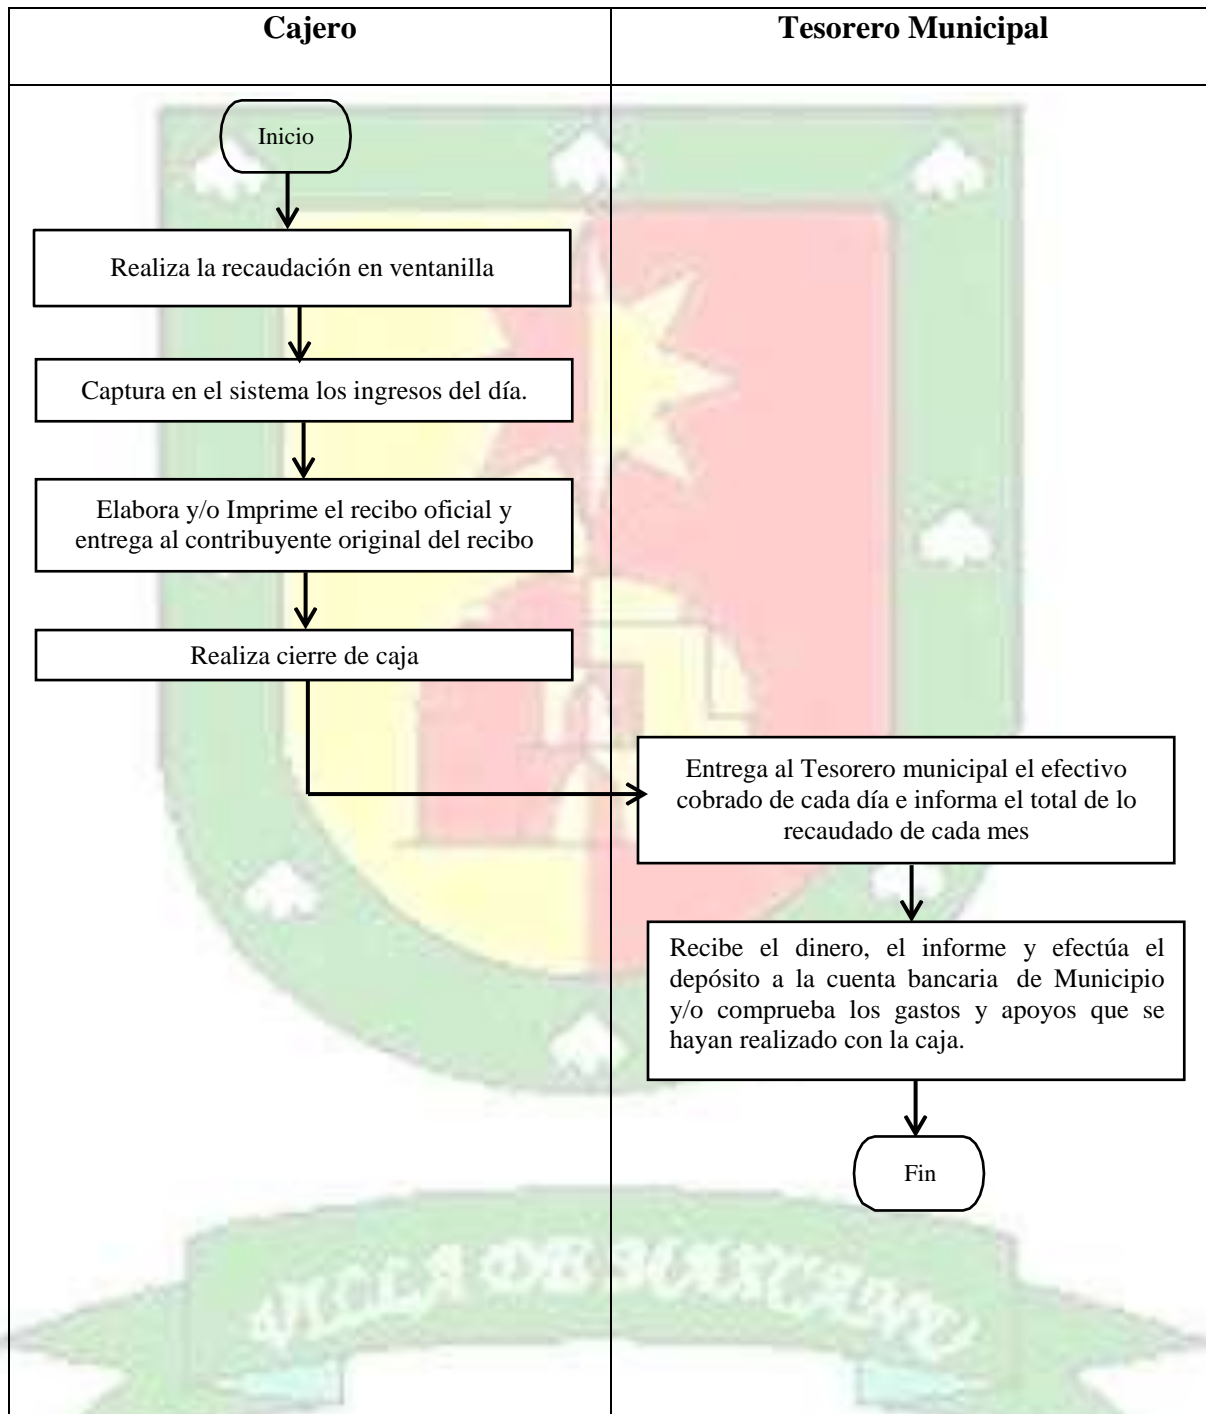 Cajero
Tesorero Municipal
Inicio
Realiza la recaudación en ventanilla
Captura en el sistema los ingresos del día.
Elabora y/o Imprime el recibo oficial y
entrega al contribuyente original del recibo
Realiza cierre de caja
Entrega al Tesorero municipal el efectivo
cobrado de cada día e informa el total de lo
recaudado de cada mes
Recibe el dinero, el informe y efectúa el
depósito a la cuenta bancaria de Municipio
y/o comprueba los gastos y apoyos que se
hayan realizado con la caja.
Fin
VILLA DE